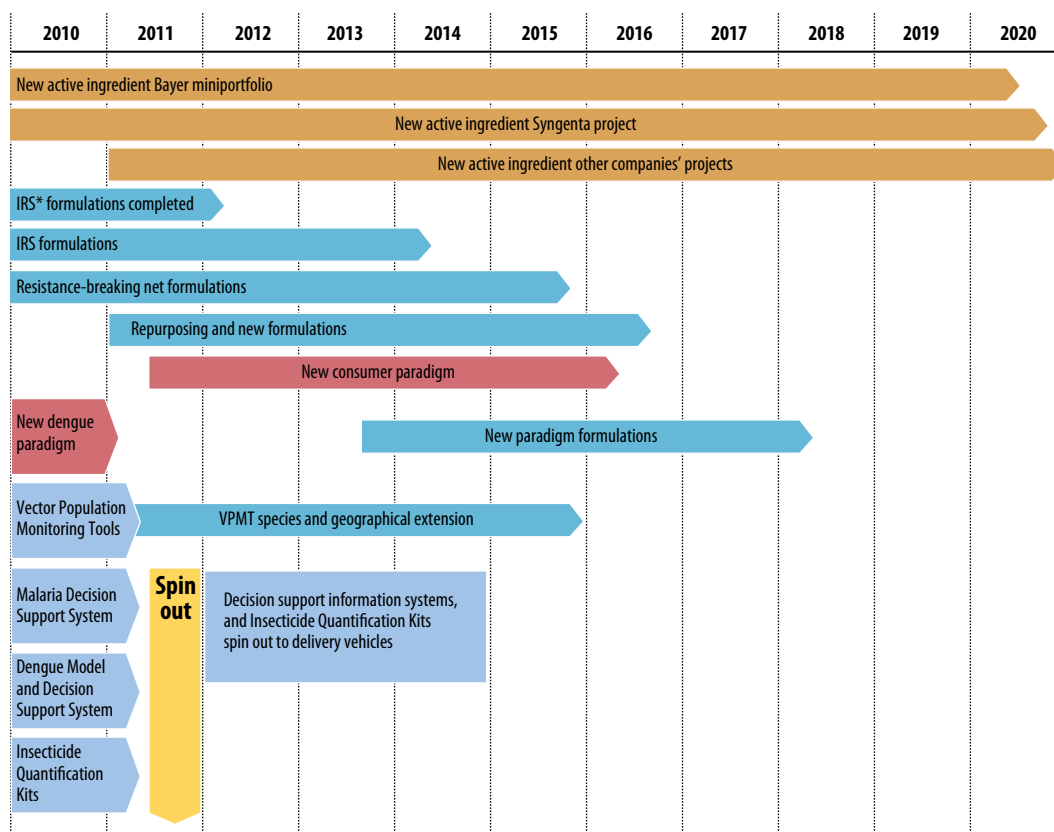 2010 2011 2012 2013 2014 2015 2016 2017 2018 2019 2020
New active ingredient Bayer miniportfolio
New active ingredient Syngenta project
New active ingredient other companies’ projects
IRS* formulations completed
IRS formulations
Resistance-breaking net formulations
Repurposing and new formulations
New consumer paradigm
New dengue
paradigm
New paradigm formulations
Vector Population
Monitoring Tools
VPMT species and geographical extension
Malaria Decision
Support System
Spin
out
Decision support information systems,
and Insecticide Quantification Kits
spin out to delivery vehicles
Dengue Model
and Decision
Support System
Insecticide
Quantification
Kits